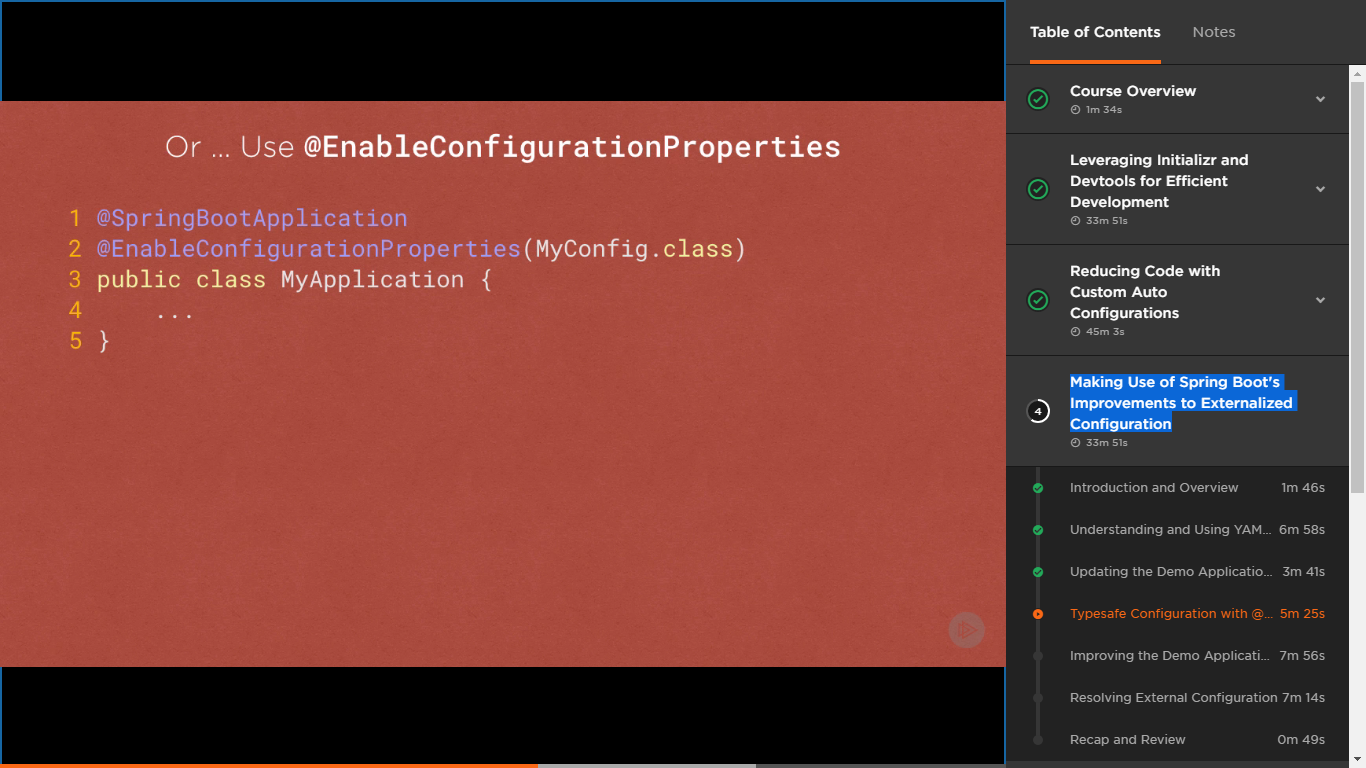 Or ... Use @EnableConfigurationProperties
1 @SpringBootApplication
2 @EnableConfigurationProperties(MyConfig.class)
3 public class MyApplication {
4     ...
5 }
Table of Contents
Notes
Course Overview
1m 34s
Leveraging Initializr and
Devtools for Efficient
Development
33m 51s
Reducing Code with
Custom Auto
Configurations
45m 3s
4
Making Use of Spring Boot's
Improvements to Externalized
Configuration
33m 51s
Introduction and Overview 1m 46s
Understanding and Using YAM... 6m 58s
Updating the Demo Applicatio... 3m 41s
Typesafe Configuration with @... 5m 25s
Improving the Demo Applicati... 7m 56s
Resolving External Configuration 7m 14s
Recap and Review 0m 49s